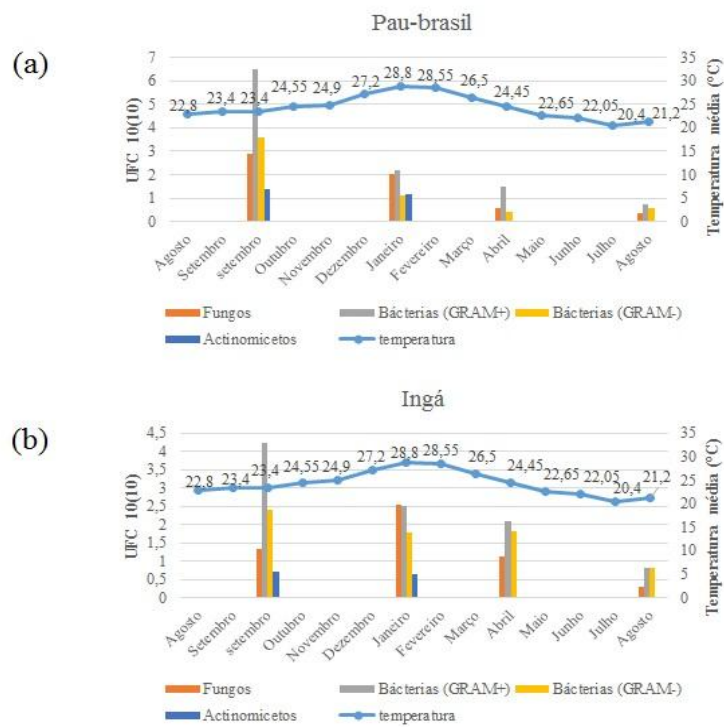 (a)
Pau-brasil
7
6
5
4
3
2
1
0
UFC 10(10)
35
30
25
20
15
10
5
0
Temperatura média (°C)
22,8
23,4
23,4
24,55
24,9
27,2
28,8
28,55
26,5
24,45
22,65
22,05
20,4
21,2
Agosto
Setembro
setembro
Outubro
Novembro
Dezembro
Janeiro
Fevereiro
Março
Abril
Maio
Junho
Julho
Agosto
Fungos
Bácterias (GRAM+)
Bácterias (GRAM-)
Actinomicetos
temperatura
(b)
Ingá
4,5
4
3,5
3
2,5
2
1,5
1
0,5
0
UFC 10(10)
35
30
25
20
15
10
5
0
Temperatura média (°C)
22,8
23,4
23,4
24,55
24,9
27,2
28,8
28,55
26,5
24,45
22,65
22,05
20,4
21,2
Agosto
Setembro
setembro
Outubro
Novembro
Dezembro
Janeiro
Fevereiro
Março
Abril
Maio
Junho
Julho
Agosto
Fungos
Bácterias (GRAM+)
Bácterias (GRAM-)
Actinomicetos
temperatura